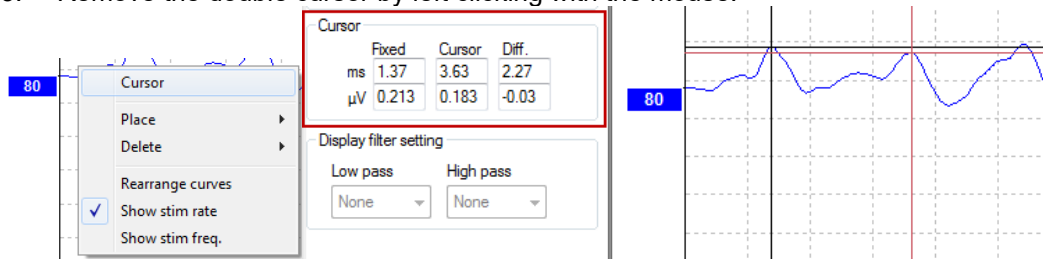 Remove the double cursor by left clicking with the mouse.
80
Cursor
Place
Delete
Rearrange curves
Show stim rate
Show stim freq.
Cursor
Fixed Cursor Diff.
ms 1.37 3.63 2.27
µV 0.213 0.183 -0.03
Display filter setting
Low pass High pass
None None
80